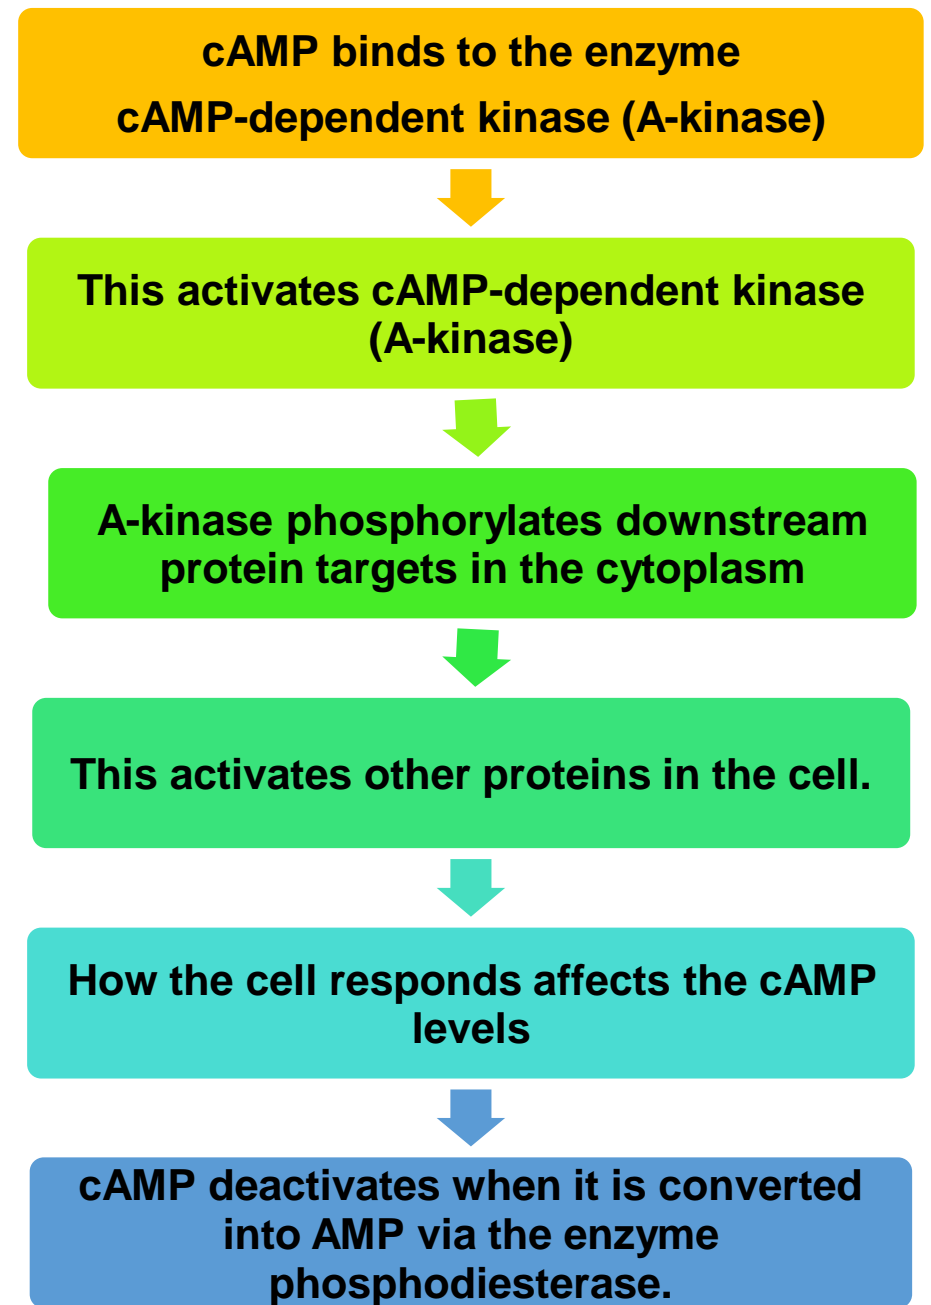 cAMP binds to the enzyme
cAMP-dependent kinase (A-kinase)
This activates cAMP-dependent kinase
(A-kinase)
A-kinase phosphorylates downstream
protein targets in the cytoplasm
This activates other proteins in the cell.
How the cell responds affects the cAMP
levels
cAMP deactivates when it is converted
into AMP via the enzyme
phosphodiesterase.